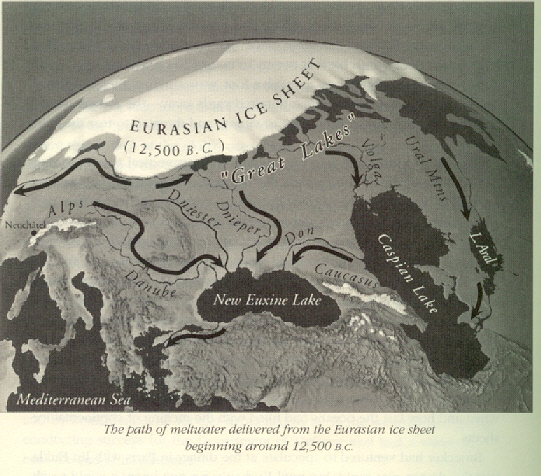 EURASIAN ICE SHEET
(12,500 B.C.)
"Great Lakes"
Volga
Ural Mtns
Alps
Neuchâtel
Dniester
Dnieper
Don
L. Aral
Danube
Caucasus
Caspian Lake
New Euxine Lake
Mediterranean Sea
The path of meltwater delivered from the Eurasian ice sheet
beginning around 12,500 B.C.